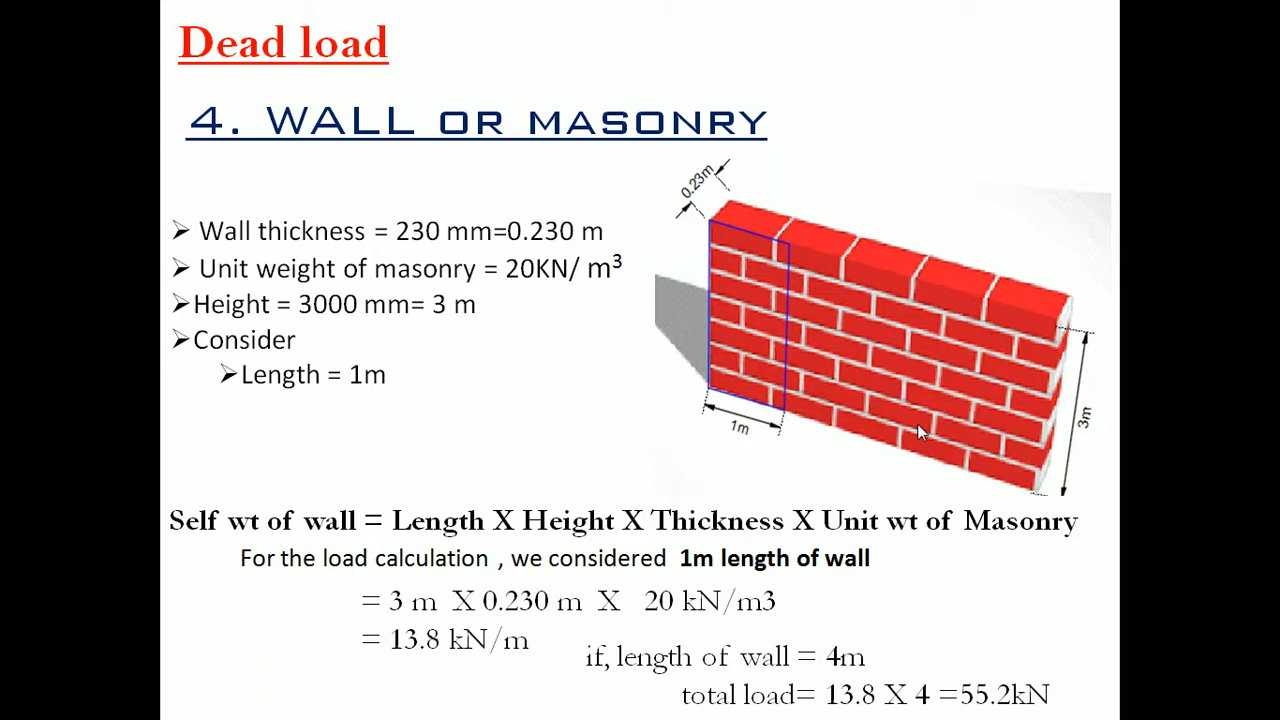 Dead load
4. WALL OR MASONRY
0.23m
➢ Wall thickness = 230 mm=0.230 m
➢ Unit weight of masonry = 20KN/ m³
➢Height = 3000 mm= 3 m
➢Consider
➢Length = 1m
1m
3m
Self wt of wall = Length X Height X Thickness X Unit wt of Masonry
For the load calculation , we considered 1m length of wall
= 3 m X 0.230 m X 20 kN/m3
= 13.8 kN/m
if, length of wall = 4m
total load= 13.8 X 4 =55.2kN